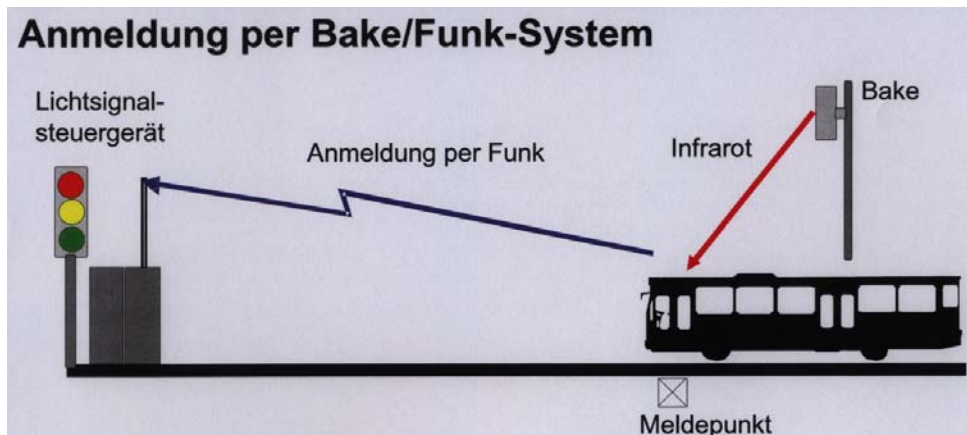 Anmeldung per Bake/Funk-System
Lichtsignal-
steuergerät
Anmeldung per Funk
Infrarot
Bake
Meldepunkt